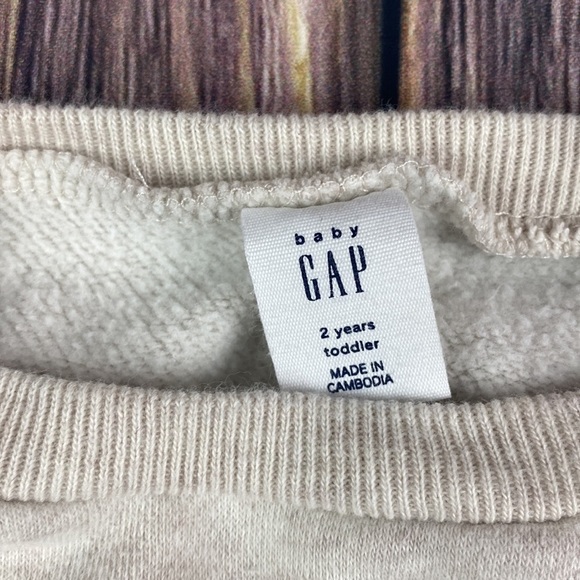 baby
GAP
2 years
toddler
MADE IN
CAMBODIA